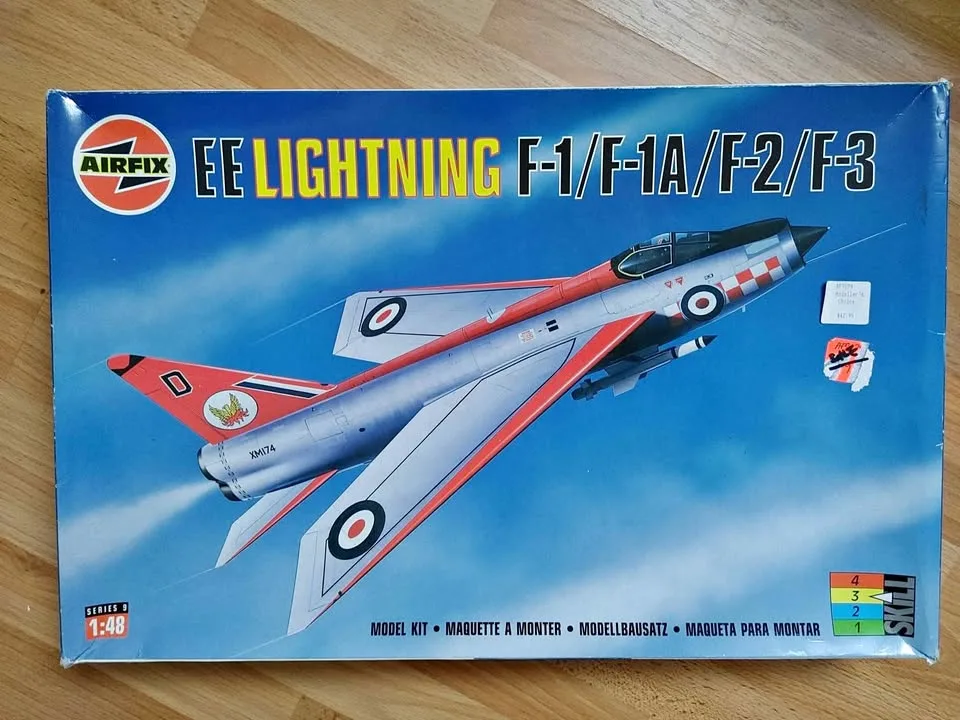 AIRFIX
EE LIGHTNING F-1/F-1A/F-2/F-3
D
XM174
SERIES 9
1:48
MODEL KIT • MAQUETTE A MONTER • MODELLBAUSATZ • MAQUETA PARA MONTAR
4
3
2
1
SKILL